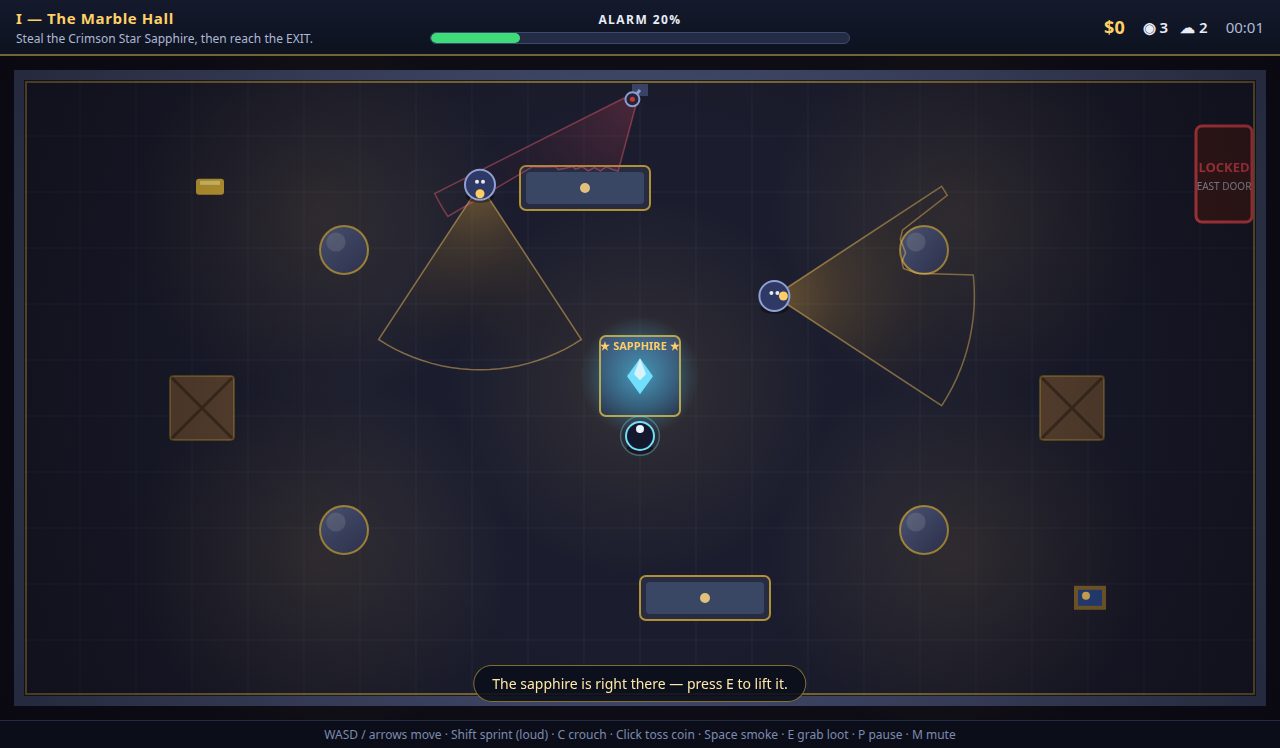 I — The Marble Hall
Steal the Crimson Star Sapphire, then reach the EXIT.
ALARM 20%
$0 ◉ 3 ☁ 2 00:01
LOCKED
EAST DOOR
★ SAPPHIRE ★
The sapphire is right there — press E to lift it.
WASD / arrows move · Shift sprint (loud) · C crouch · Click toss coin · Space smoke · E grab loot · P pause · M mute